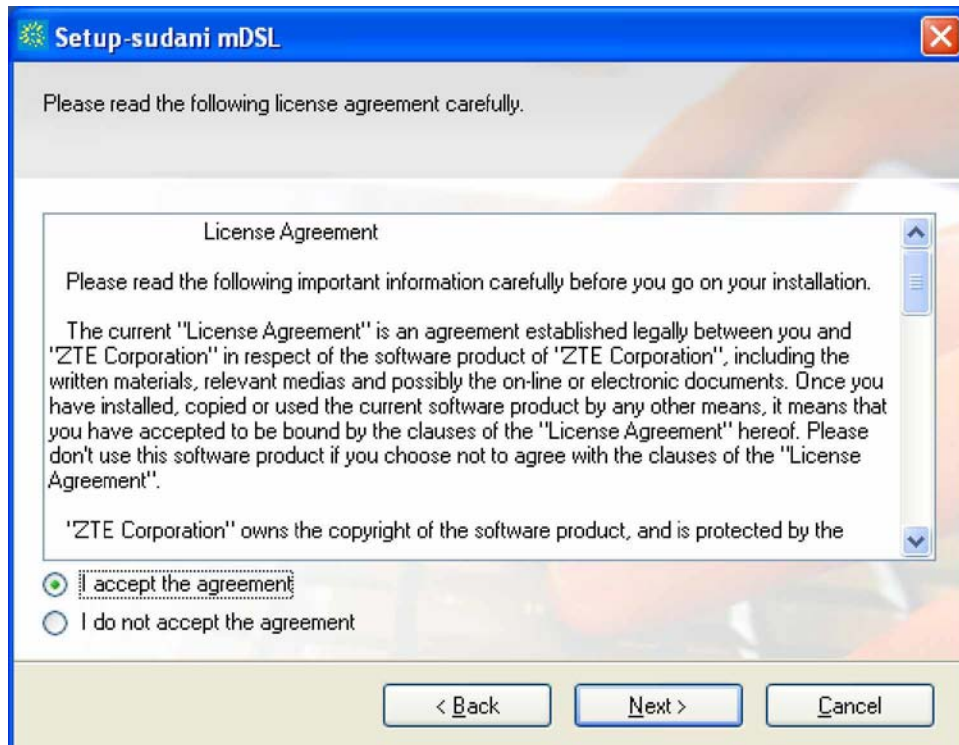 Setup-sudani mDSL
Please read the following license agreement carefully.
License Agreement
Please read the following important information carefully before you go on your installation.
The current "License Agreement" is an agreement established legally between you and
"ZTE Corporation" in respect of the software product of "ZTE Corporation", including the
written materials, relevant medias and possibly the on-line or electronic documents. Once you
have installed, copied or used the current software product by any other means, it means that
you have accepted to be bound by the clauses of the "License Agreement" hereof. Please
don't use this software product if you choose not to agree with the clauses of the "License
Agreement".
"ZTE Corporation" owns the copyright of the software product, and is protected by the
I accept the agreement
I do not accept the agreement
< Back
Next >
Cancel